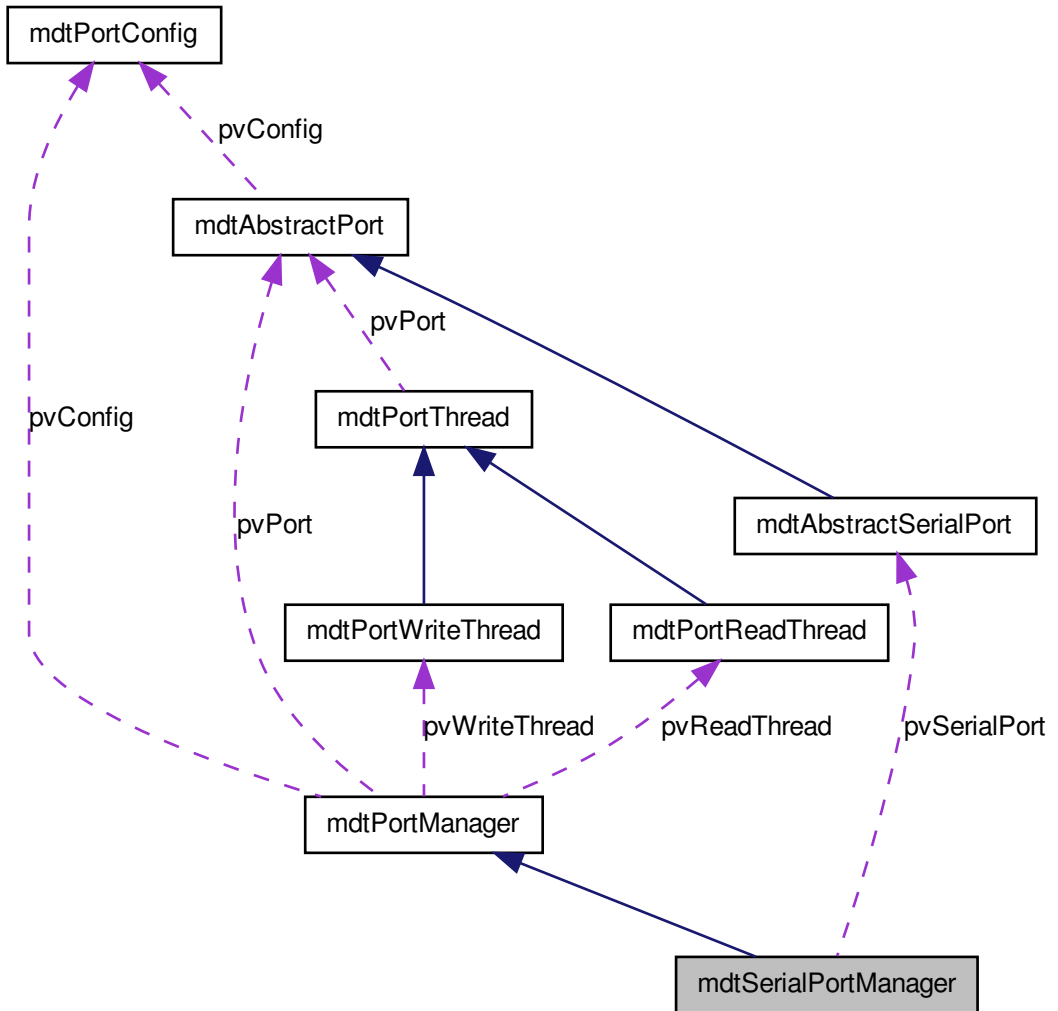 mdtPortConfig
pvConfig
mdtAbstractPort
pvPort
mdtPortThread
pvConfig
pvPort
mdtAbstractSerialPort
mdtPortWriteThread
mdtPortReadThread
pvWriteThread
pvReadThread
pvSerialPort
mdtPortManager
mdtSerialPortManager